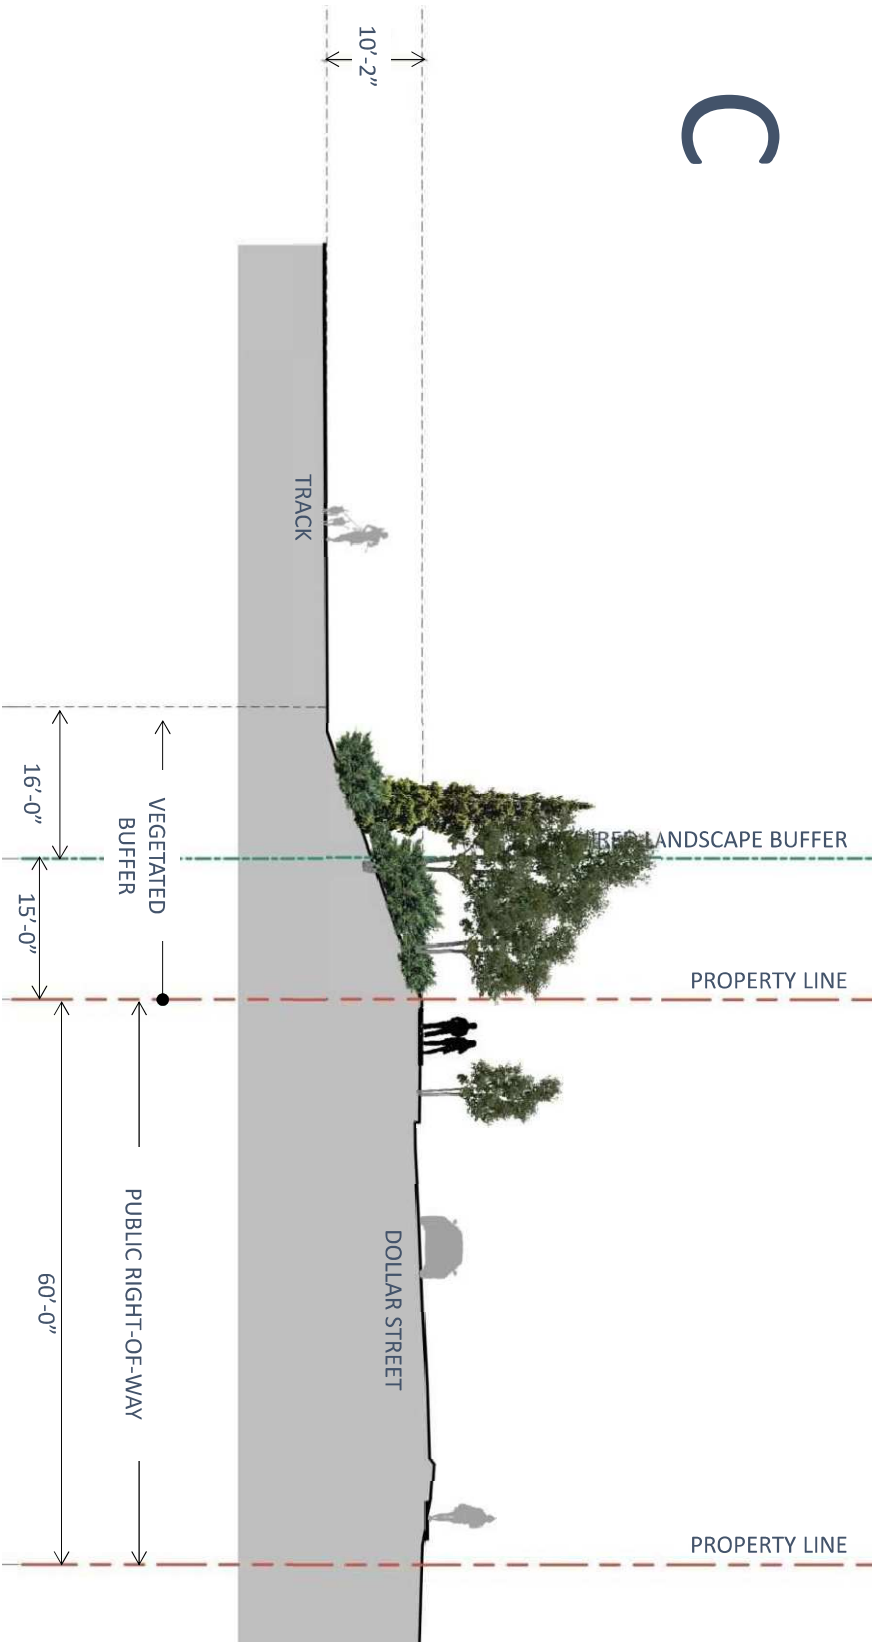 C
10'-2"
TRACK
LANDSCAPE BUFFER
PROPERTY LINE
PROPERTY LINE
DOLLAR STREET
VEGETATED
BUFFER
PUBLIC RIGHT-OF-WAY
16'-0"
15'-0"
60'-0"